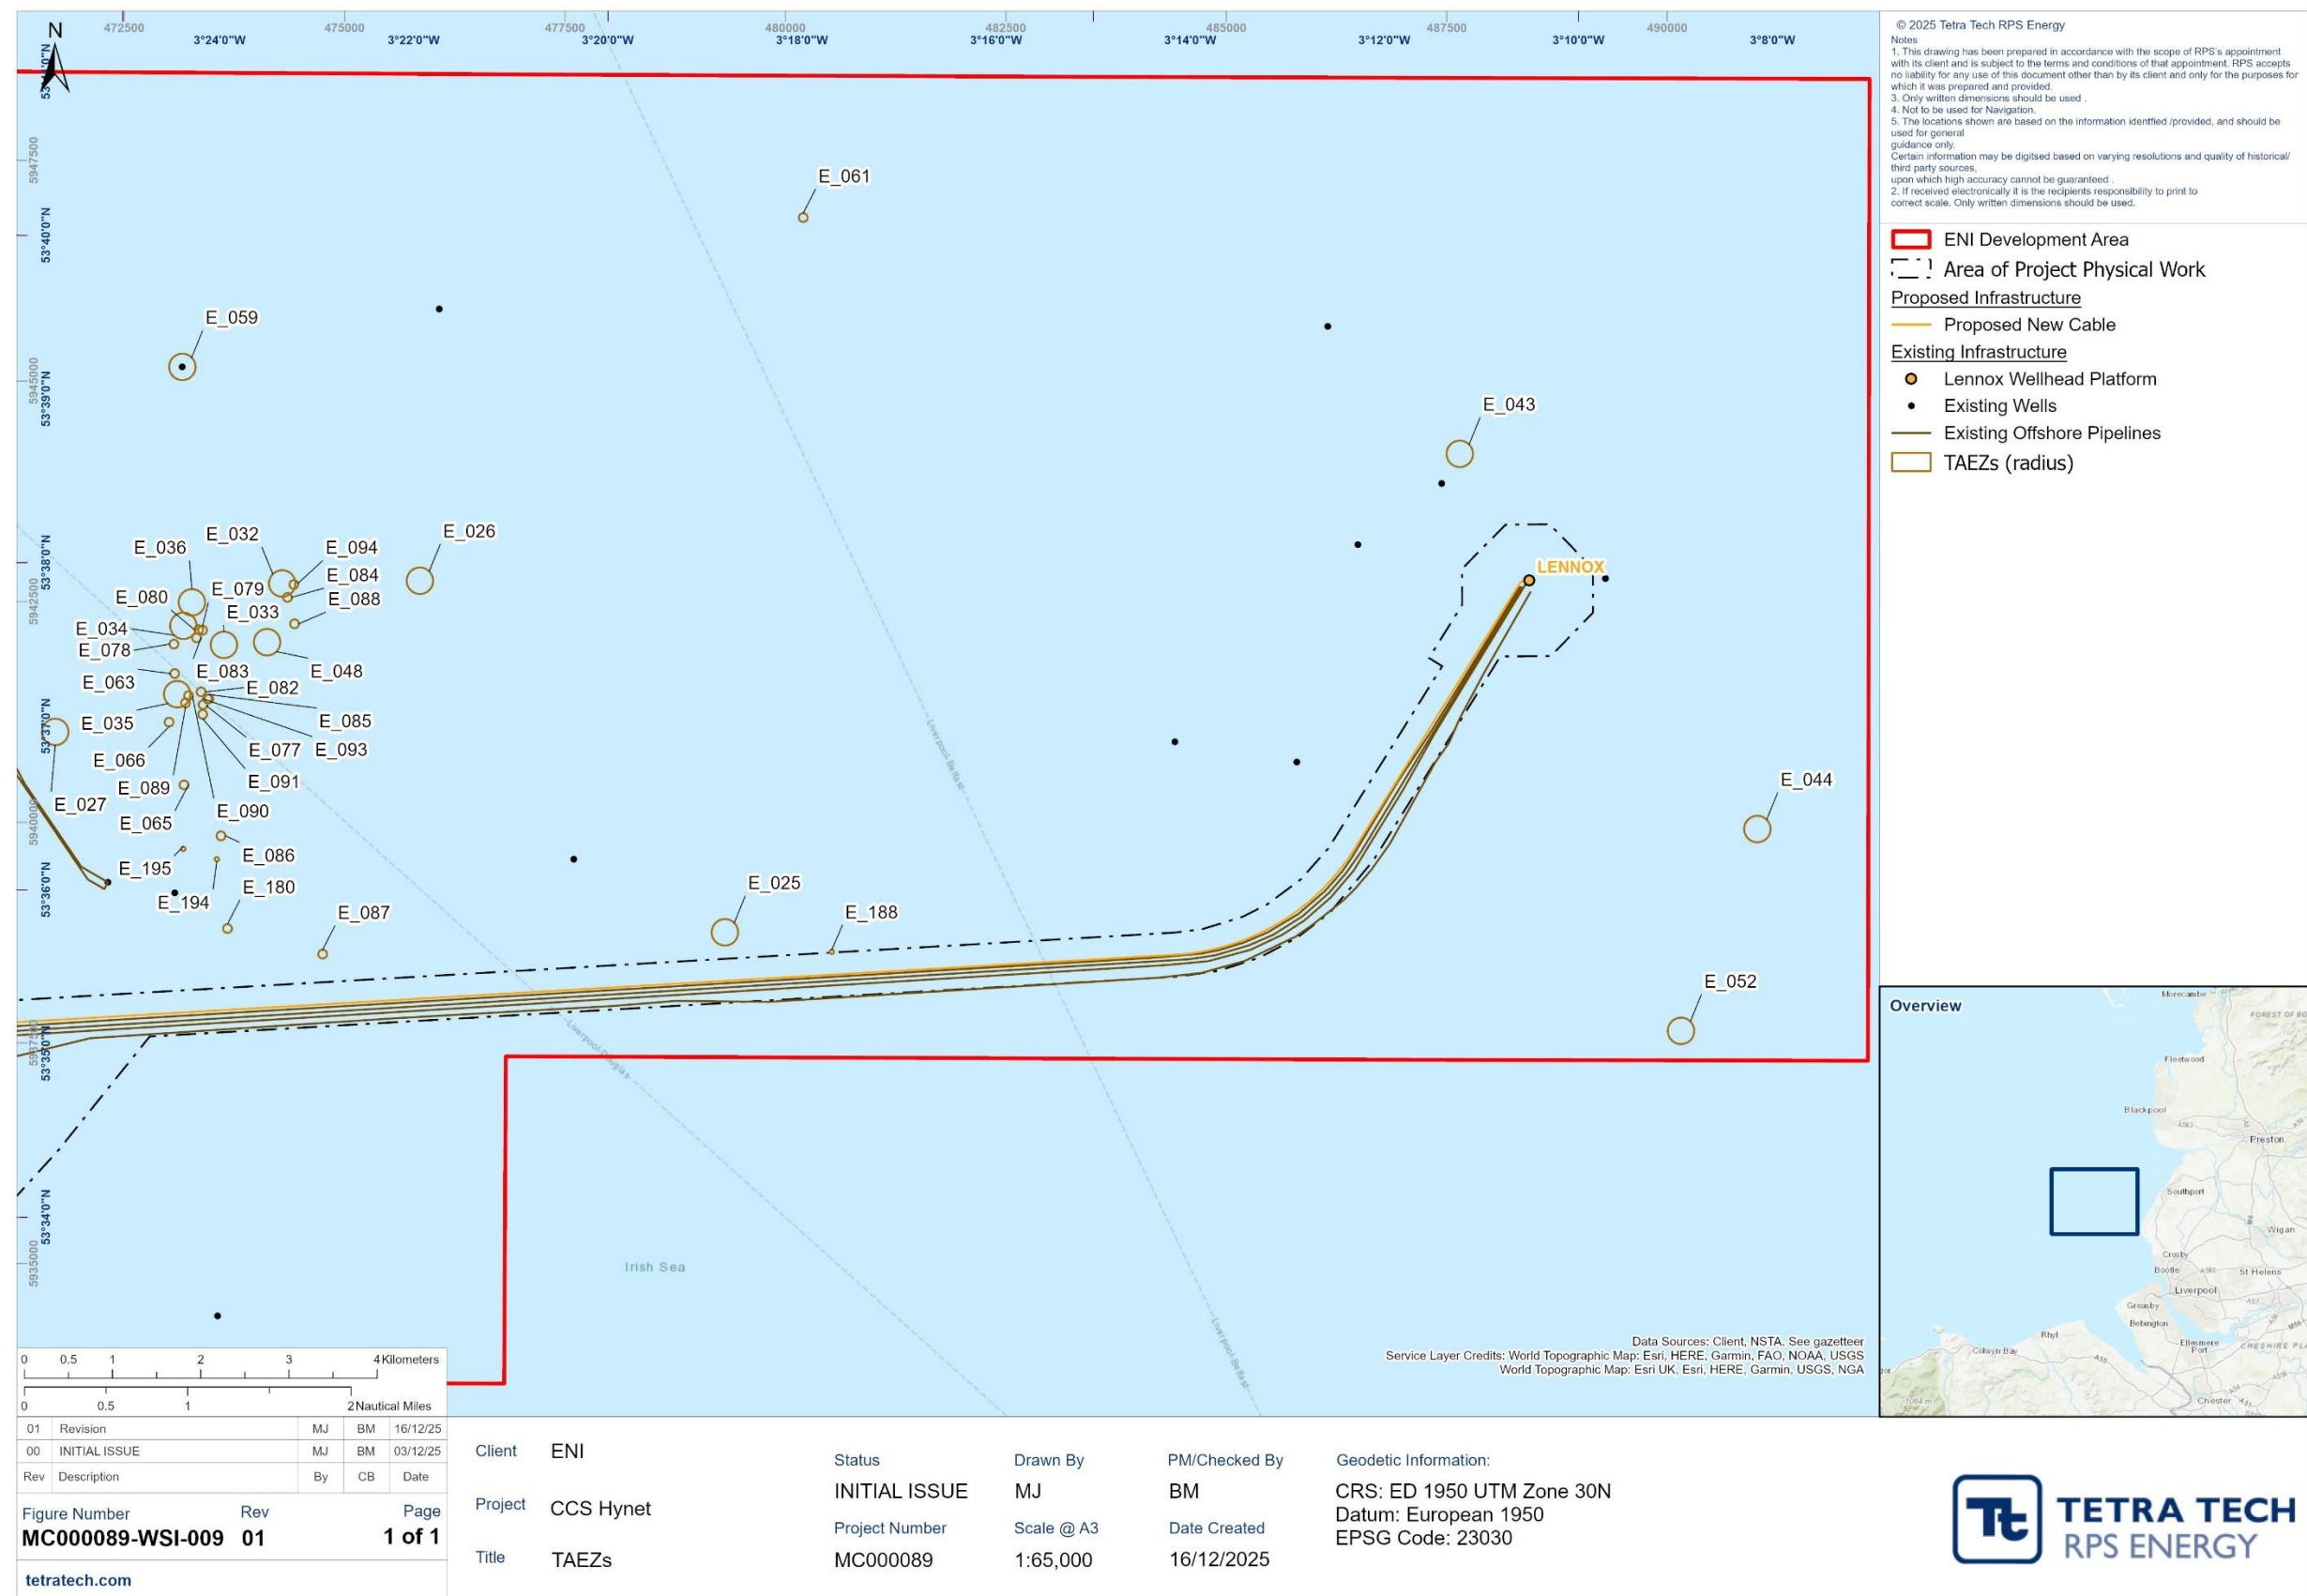 N
472500 475000 477500 480000 482500 485000 487500 490000
3°24'0"W 3°22'0"W 3°20'0"W 3°18'0"W 3°16'0"W 3°14'0"W 3°12'0"W 3°10'0"W 3°8'0"W
5947500
53°40'0"N
5945000
53°39'0"N
53°38'0"N
5942500
53°37'0"N
5940000
53°36'0"N
53°35'0"N
53°34'0"N
5935000
E_061
E_059
E_043
E_026
E_032
E_036
E_094
E_084
E_079
E_080
E_088
E_033
E_034
E_078
E_083
E_048
E_063
E_082
E_035
E_085
E_077
E_093
E_066
E_091
E_089
E_027
E_090
E_065
E_086
E_195
E_180
E_194
E_087
E_025
E_188
E_044
E_052
LENNOX
Liverpool-Belfast
Liverpool-Douglas
Liverpool-Belfast
Irish Sea
Data Sources: Client, NSTA. See gazetteer
Service Layer Credits: World Topographic Map: Esri, HERE, Garmin, FAO, NOAA, USGS
World Topographic Map: Esri UK, Esri, HERE, Garmin, USGS, NGA
© 2025 Tetra Tech RPS Energy
Notes
1. This drawing has been prepared in accordance with the scope of RPS's appointment
with its client and is subject to the terms and conditions of that appointment. RPS accepts
no liability for any use of this document other than by its client and only for the purposes for
which it was prepared and provided.
3. Only written dimensions should be used .
4. Not to be used for Navigation.
5. The locations shown are based on the information identfied /provided, and should be
used for general
guidance only.
Certain information may be digitsed based on varying resolutions and quality of historical/
third party sources,
upon which high accuracy cannot be guaranteed .
2. If received electronically it is the recipients responsibility to print to
correct scale. Only written dimensions should be used.
ENI Development Area
Area of Project Physical Work
Proposed Infrastructure
Proposed New Cable
Existing Infrastructure
Lennox Wellhead Platform
Existing Wells
Existing Offshore Pipelines
TAEZs (radius)
Overview
Morecambe
Fleetwood
Blackpool
Preston
Southport
Wigan
Crosby
Bootle
St Helens
Liverpool
Greasby
Bebington
Rhyl
Ellesmere
Port
Colwyn Bay
Chester
0 0.5 1 2 3 4 Kilometers
0 0.5 1 2 Nautical Miles
01 Revision MJ BM 16/12/25
00 INITIAL ISSUE MJ BM 03/12/25
Rev Description By CB Date
Figure Number Rev Page
MC000089-WSI-009 01 1 of 1
tetratech.com
Client ENI
Project CCS Hynet
Title TAEZs
Status
INITIAL ISSUE
Project Number
MC000089
Drawn By
MJ
Scale @ A3
1:65,000
PM/Checked By
BM
Date Created
16/12/2025
Geodetic Information:
CRS: ED 1950 UTM Zone 30N
Datum: European 1950
EPSG Code: 23030
Tt
TETRA TECH
RPS ENERGY